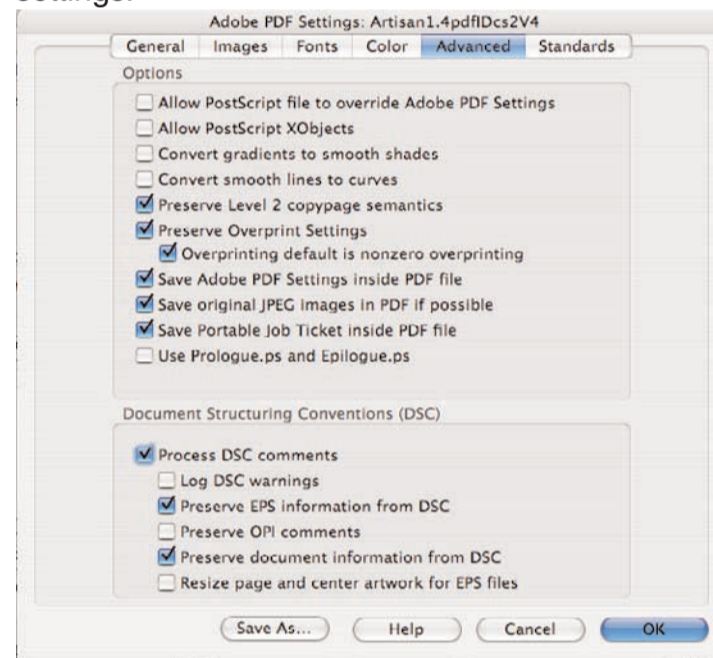 settings:
Adobe PDF Settings: Artisan1.4pdfIDcs2V4
General Images Fonts Color Advanced Standards
Options
Allow PostScript file to override Adobe PDF Settings
Allow PostScript XObjects
Convert gradients to smooth shades
Convert smooth lines to curves
Preserve Level 2 copypage semantics
Preserve Overprint Settings
Overprinting default is nonzero overprinting
Save Adobe PDF Settings inside PDF file
Save original JPEG images in PDF if possible
Save Portable Job Ticket inside PDF file
Use Prologue.ps and Epilogue.ps
Document Structuring Conventions (DSC)
Process DSC comments
Log DSC warnings
Preserve EPS information from DSC
Preserve OPI comments
Preserve document information from DSC
Resize page and center artwork for EPS files
Save As... Help Cancel OK